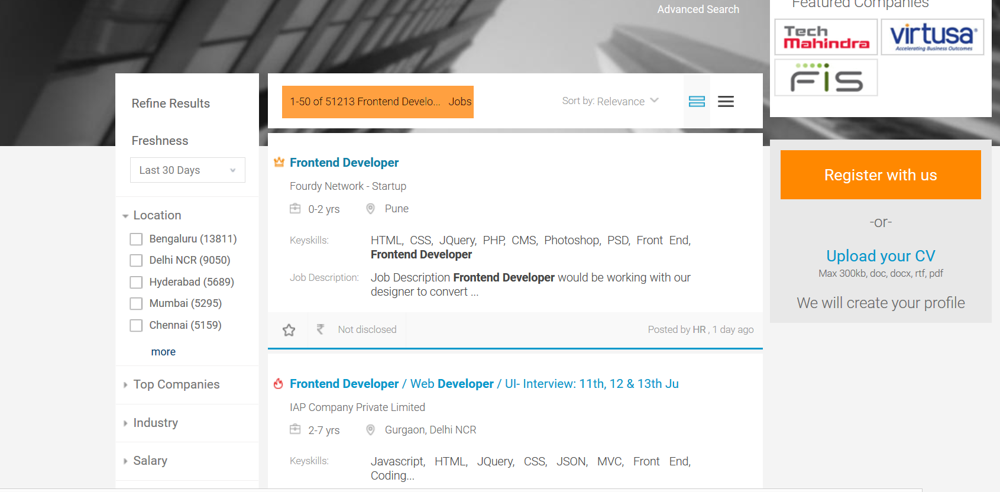 Advanced Search
Featured Companies
Tech
Mahindra
virtusa
Accelerating Business Outcomes
FIS
Refine Results
Freshness
Last 30 Days
Location
Bengaluru (13811)
Delhi NCR (9050)
Hyderabad (5689)
Mumbai (5295)
Chennai (5159)
more
Top Companies
Industry
Salary
1-50 of 51213 Frontend Develo... Jobs
Sort by: Relevance
Frontend Developer
Fourdy Network - Startup
0-2 yrs Pune
Keyskills: HTML, CSS, JQuery, PHP, CMS, Photoshop, PSD, Front End,
Frontend Developer
Job Description: Job Description Frontend Developer would be working with our
designer to convert ...
₹ Not disclosed Posted by HR , 1 day ago
Frontend Developer / Web Developer / UI- Interview: 11th, 12 & 13th Ju
IAP Company Private Limited
2-7 yrs Gurgaon, Delhi NCR
Keyskills: Javascript, HTML, JQuery, CSS, JSON, MVC, Front End,
Coding...
Register with us
-or-
Upload your CV
Max 300kb, doc, docx, rtf, pdf
We will create your profile